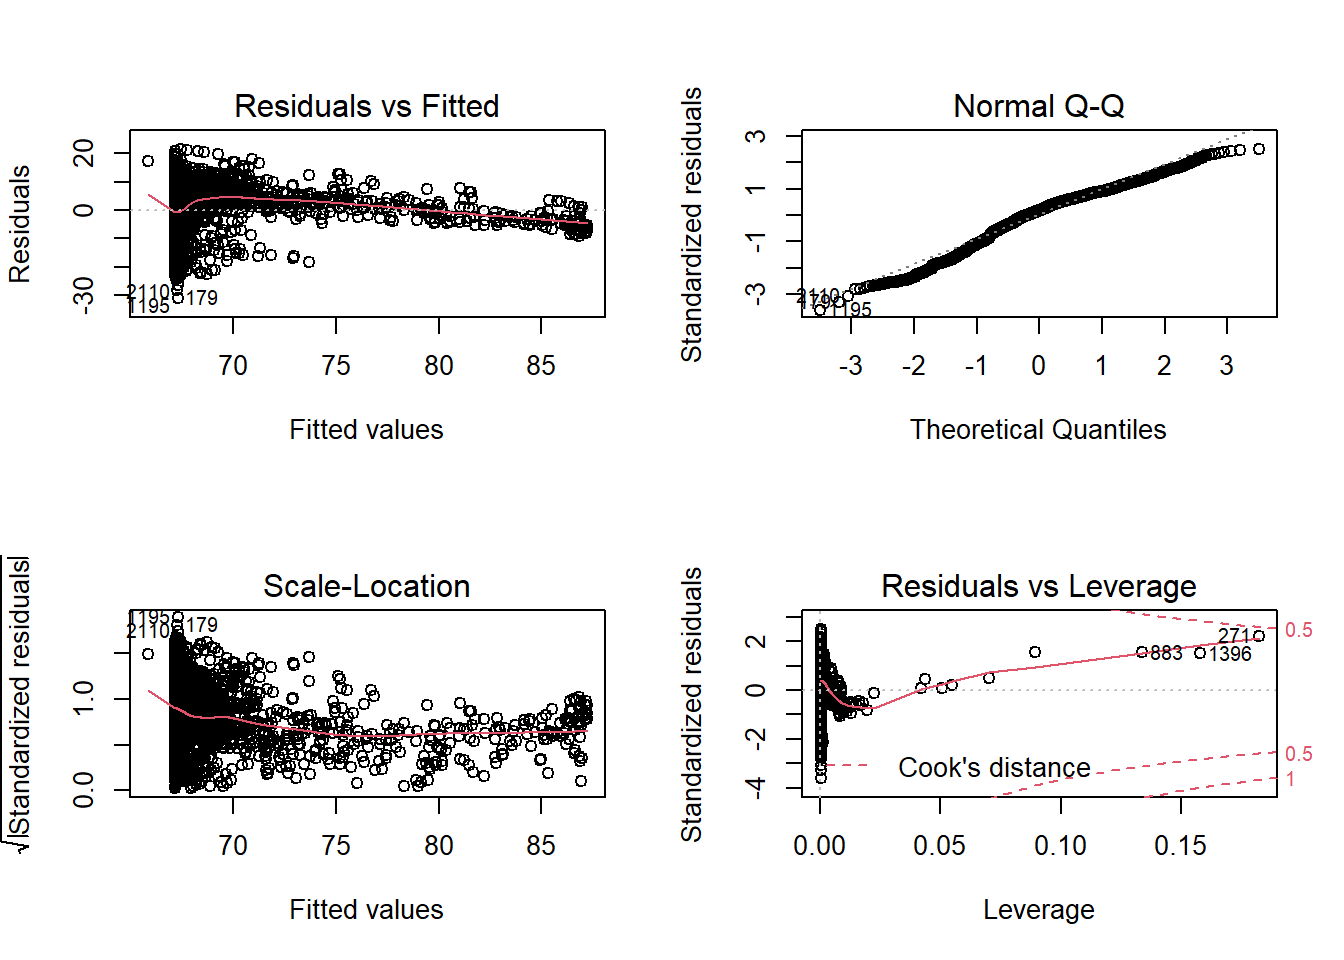 Residuals vs Fitted
Residuals
20
0
-30
2110
179
1195
70 75 80 85
Fitted values
Normal Q-Q
Standardized residuals
3
1
-1
-3
2110
179
1195
-3 -2 -1 0 1 2 3
Theoretical Quantiles
Scale-Location
√|Standardized residuals|
1.0
0.0
1195
179
2110
70 75 80 85
Fitted values
Residuals vs Leverage
Standardized residuals
2
0
-2
-4
271
883
1396
0.5
0.5
1
Cook's distance
0.00 0.05 0.10 0.15
Leverage